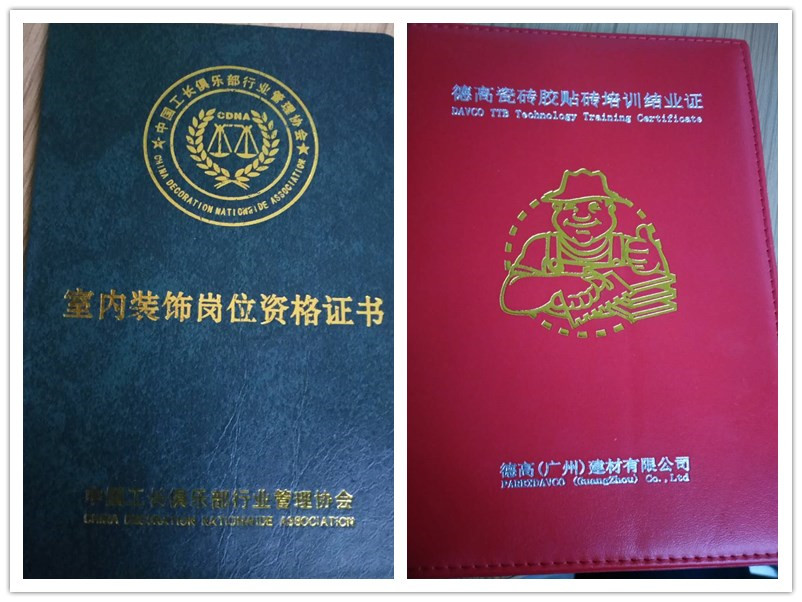 中国工长俱乐部行业管理协会
CDNA
CHINA DECORATION NATIONSIDE ASSOCIATION
室内装饰岗位资格证书
中国工长俱乐部行业管理协会
CHINA DECORATION NATIONWIDE ASSOCIATION
德高瓷砖胶贴砖培训结业证
DAVCO TTB Technology Training Certificate
德高(广州)建材有限公司
PAREXDAVCO (GuangZhou) Co.,Ltd